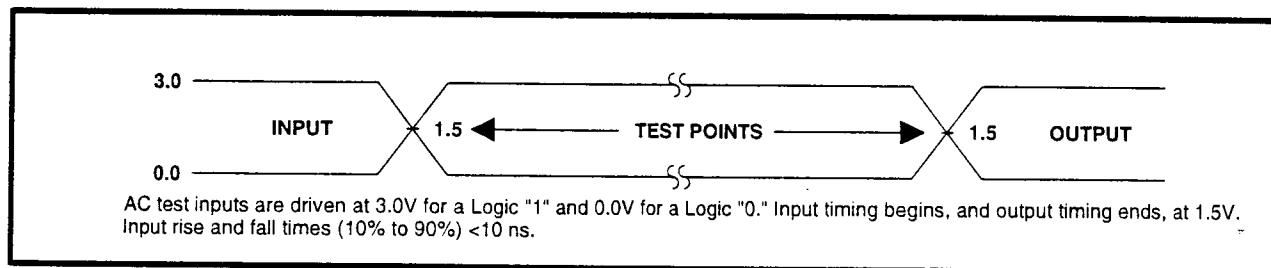 3.0
INPUT 1.5 TEST POINTS 1.5 OUTPUT
0.0
AC test inputs are driven at 3.0V for a Logic "1" and 0.0V for a Logic "0." Input timing begins, and output timing ends, at 1.5V.
Input rise and fall times (10% to 90%) <10 ns.